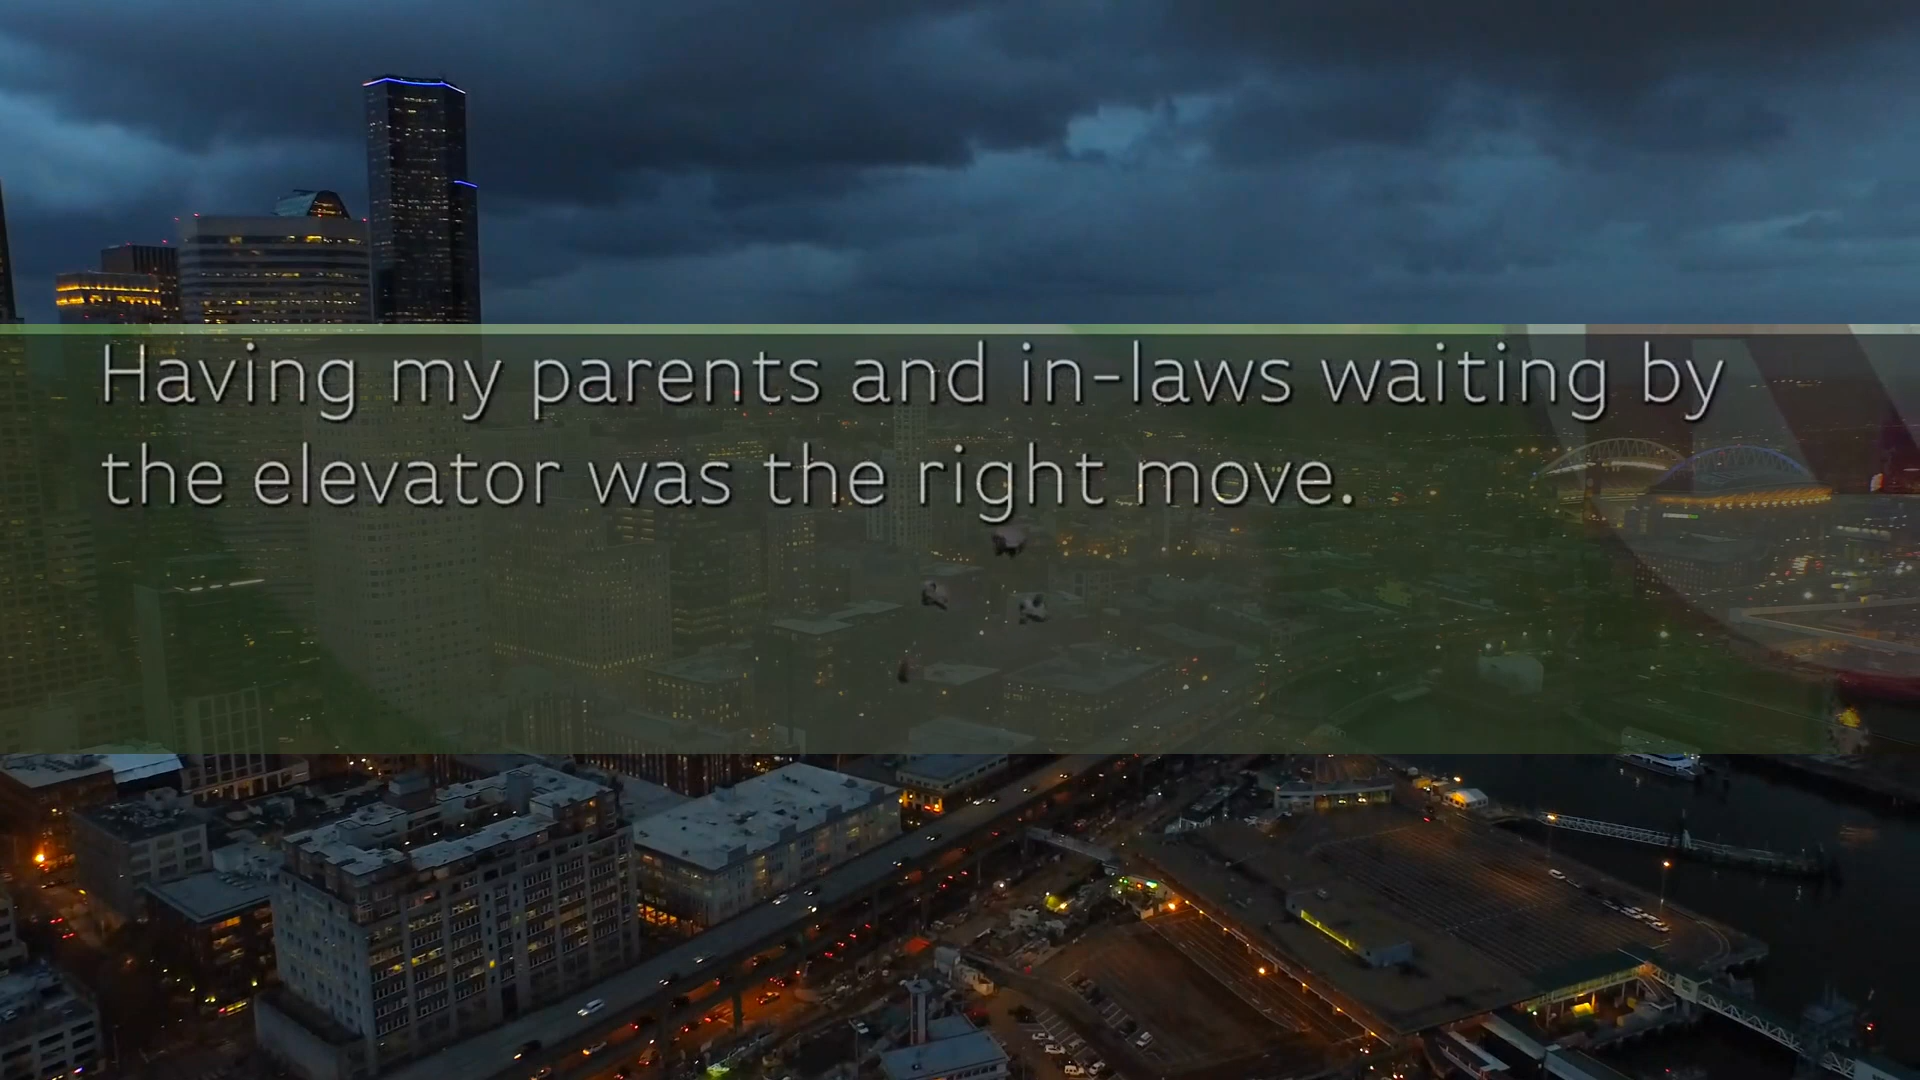 Having my parents and in-laws waiting by
the elevator was the right move.